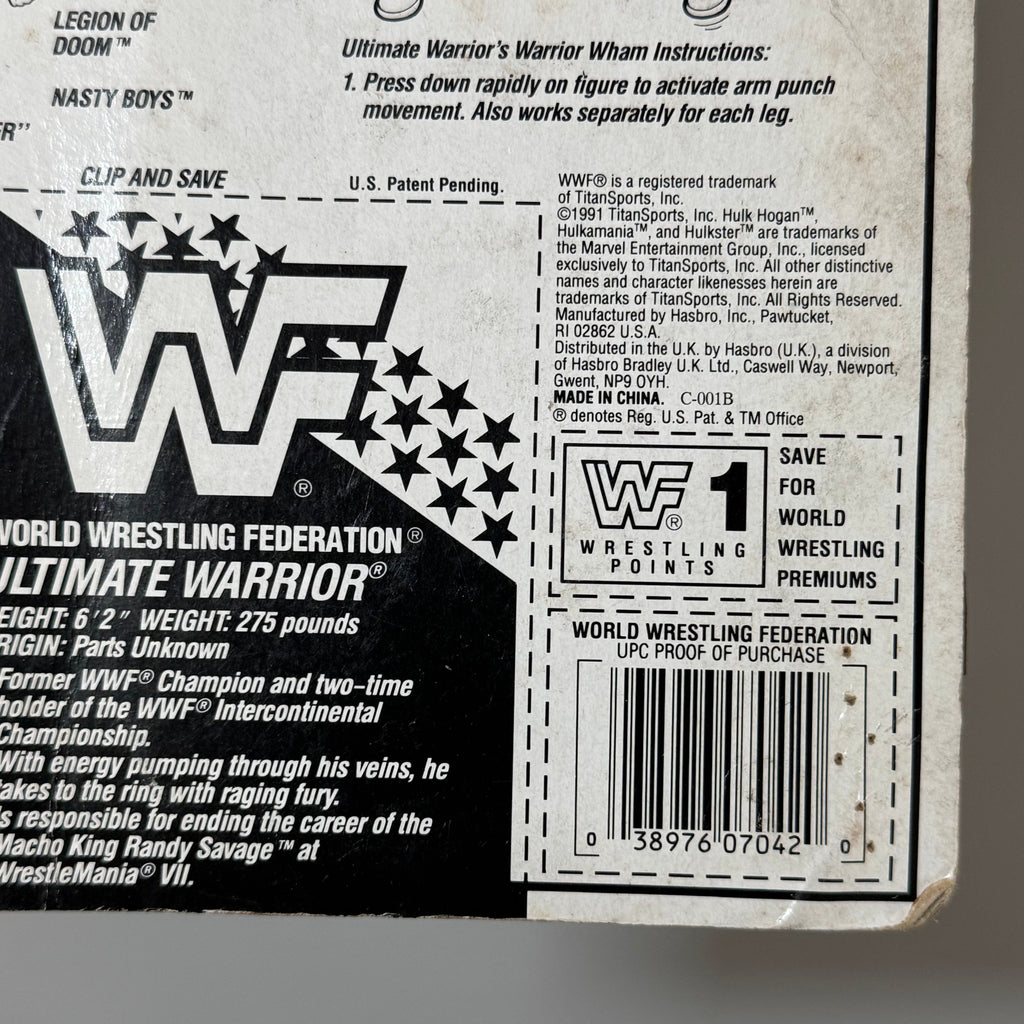 LEGION OF
DOOM™
NASTY BOYS™
ER"
Ultimate Warrior's Warrior Wham Instructions:
1. Press down rapidly on figure to activate arm punch
movement. Also works separately for each leg.
CLIP AND SAVE
U.S. Patent Pending.
WWF® is a registered trademark
of TitanSports, Inc.
©1991 TitanSports, Inc. Hulk Hogan™,
Hulkamania™, and Hulkster™ are trademarks of
the Marvel Entertainment Group, Inc., licensed
exclusively to TitanSports, Inc. All other distinctive
names and character likenesses herein are
trademarks of TitanSports, Inc. All Rights Reserved.
Manufactured by Hasbro, Inc., Pawtucket,
RI 02862 U.S.A.
Distributed in the U.K. by Hasbro (U.K.), a division
of Hasbro Bradley U.K. Ltd., Caswell Way, Newport,
Gwent, NP9 OYH.
MADE IN CHINA. C-001B
® denotes Reg. U.S. Pat. & TM Office
WF®
WORLD WRESTLING FEDERATION®
ULTIMATE WARRIOR®
EIGHT: 6'2" WEIGHT: 275 pounds
RIGIN: Parts Unknown
Former WWF® Champion and two-time
holder of the WWF® Intercontinental
Championship.
With energy pumping through his veins, he
takes to the ring with raging fury.
Is responsible for ending the career of the
Macho King Randy Savage™ at
WrestleMania® VII.
WF® 1
WRESTLING
POINTS
SAVE
FOR
WORLD
WRESTLING
PREMIUMS
WORLD WRESTLING FEDERATION
UPC PROOF OF PURCHASE
0 38976 07042 0